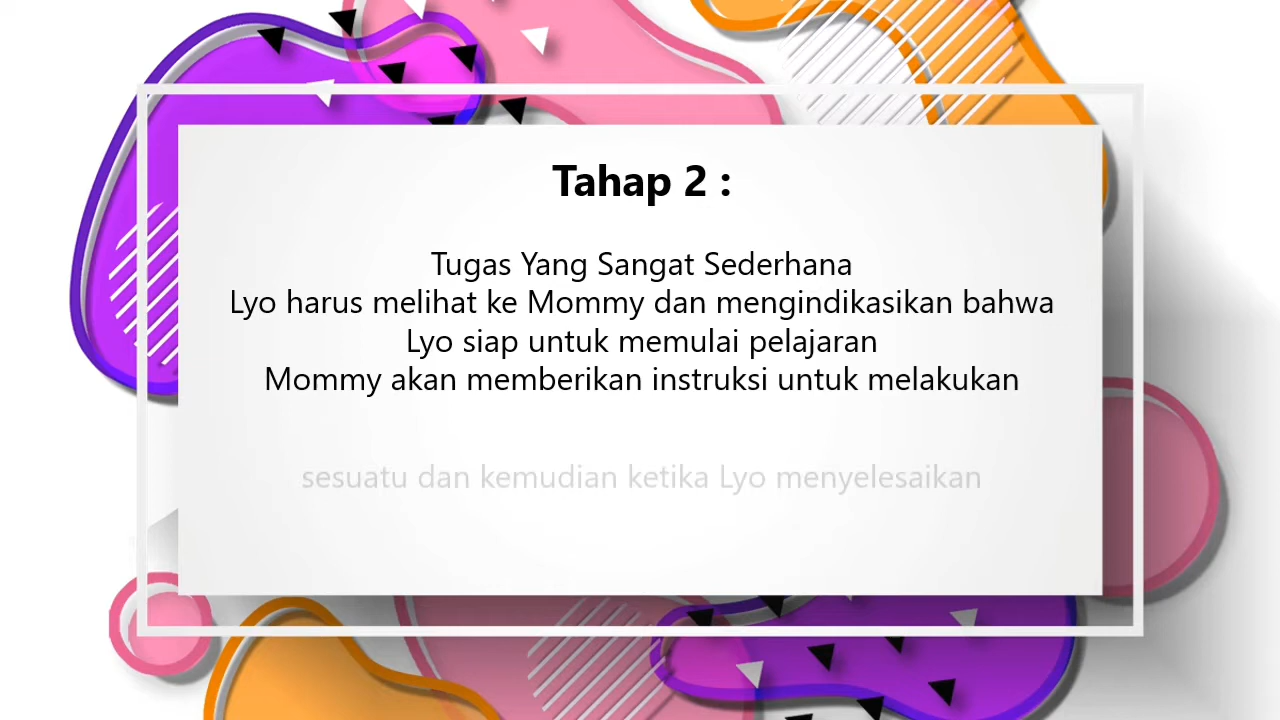 Tahap 2 :
Tugas Yang Sangat Sederhana
Lyo harus melihat ke Mommy dan mengindikasikan bahwa
Lyo siap untuk memulai pelajaran
Mommy akan memberikan instruksi untuk melakukan
sesuatu dan kemudian ketika Lyo menyelesaikan